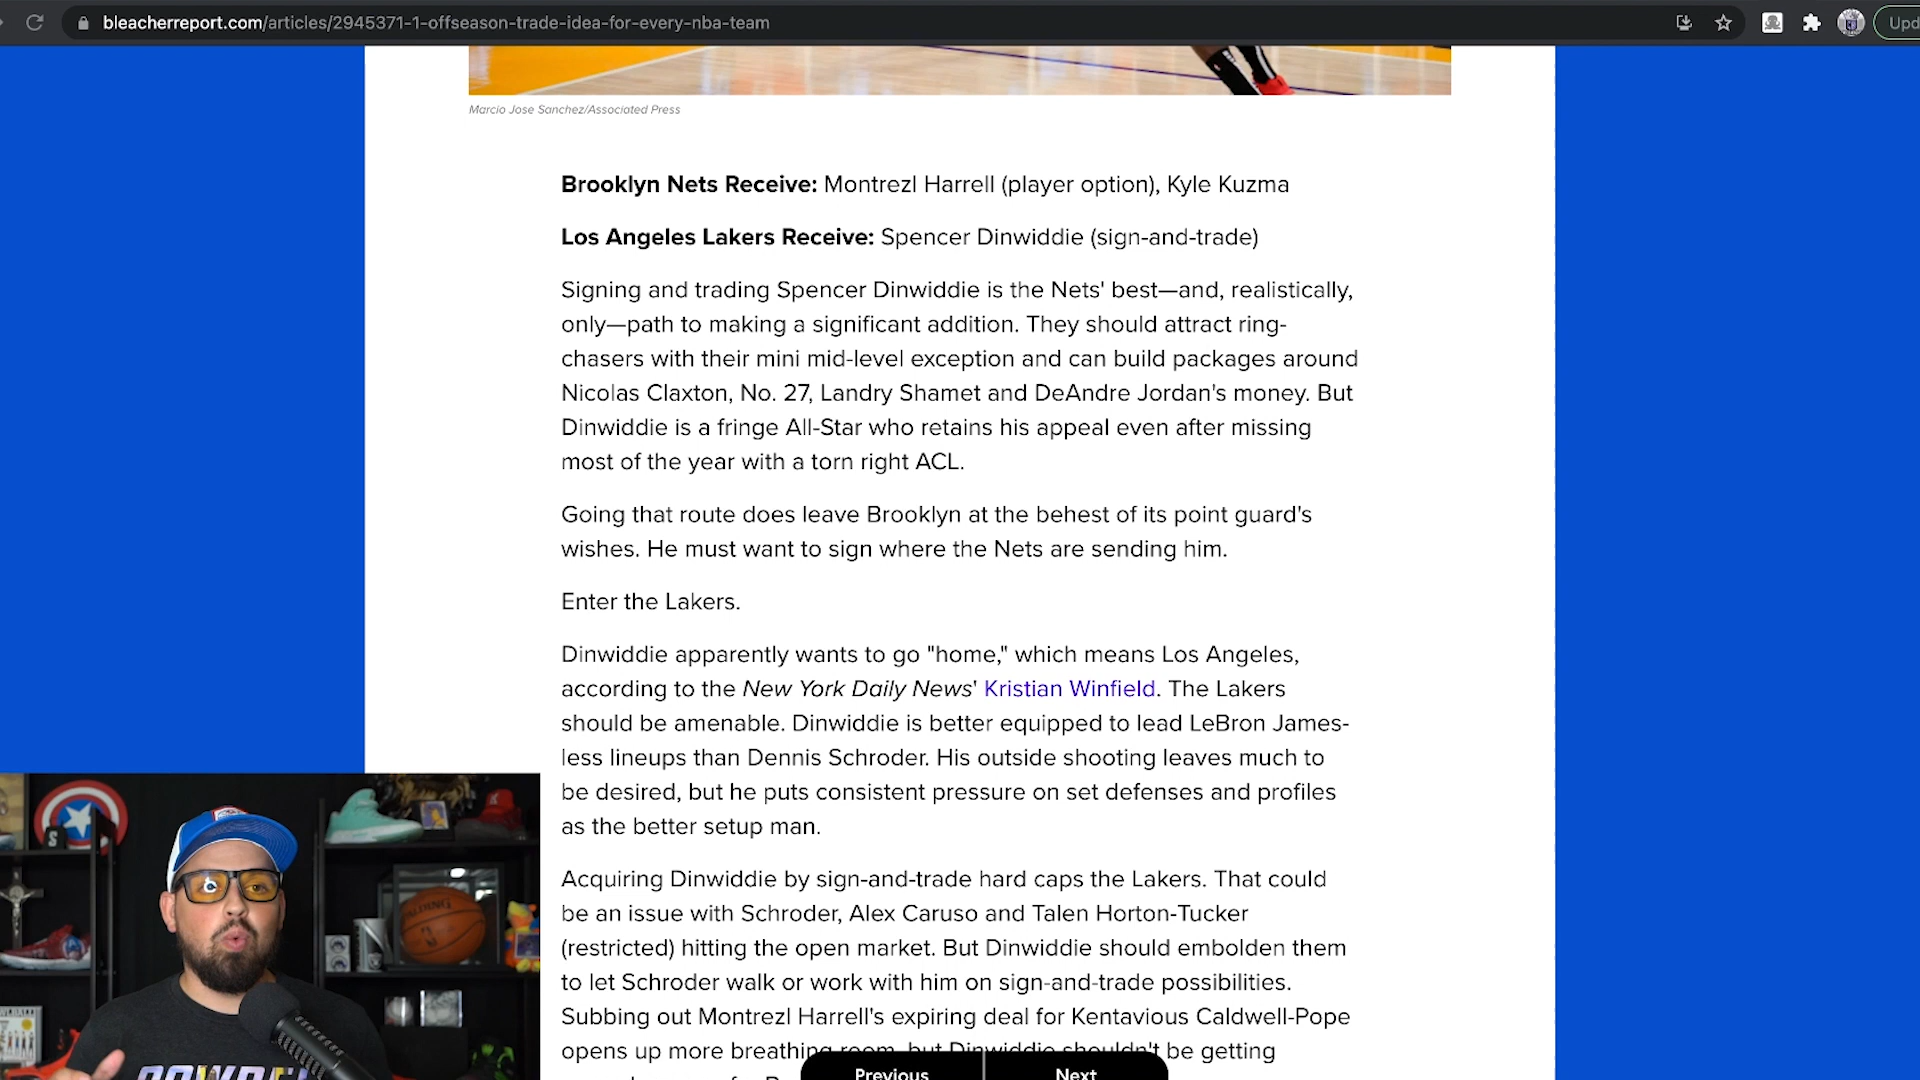 bleacherreport.com/articles/2945371-1-offseason-trade-idea-for-every-nba-team
Upd
Marcio Jose Sanchez/Associated Press
Brooklyn Nets Receive: Montrezl Harrell (player option), Kyle Kuzma
Los Angeles Lakers Receive: Spencer Dinwiddie (sign-and-trade)
Signing and trading Spencer Dinwiddie is the Nets' best—and, realistically,
only—path to making a significant addition. They should attract ring-
chasers with their mini mid-level exception and can build packages around
Nicolas Claxton, No. 27, Landry Shamet and DeAndre Jordan's money. But
Dinwiddie is a fringe All-Star who retains his appeal even after missing
most of the year with a torn right ACL.
Going that route does leave Brooklyn at the behest of its point guard's
wishes. He must want to sign where the Nets are sending him.
Enter the Lakers.
Dinwiddie apparently wants to go "home," which means Los Angeles,
according to the New York Daily News' Kristian Winfield. The Lakers
should be amenable. Dinwiddie is better equipped to lead LeBron James-
less lineups than Dennis Schroder. His outside shooting leaves much to
be desired, but he puts consistent pressure on set defenses and profiles
as the better setup man.
Acquiring Dinwiddie by sign-and-trade hard caps the Lakers. That could
be an issue with Schroder, Alex Caruso and Talen Horton-Tucker
(restricted) hitting the open market. But Dinwiddie should embolden them
to let Schroder walk or work with him on sign-and-trade possibilities.
Subbing out Montrezl Harrell's expiring deal for Kentavious Caldwell-Pope
opens up more breathing room, but Dinwiddie shouldn't be getting
Previous
Next
SPALDING